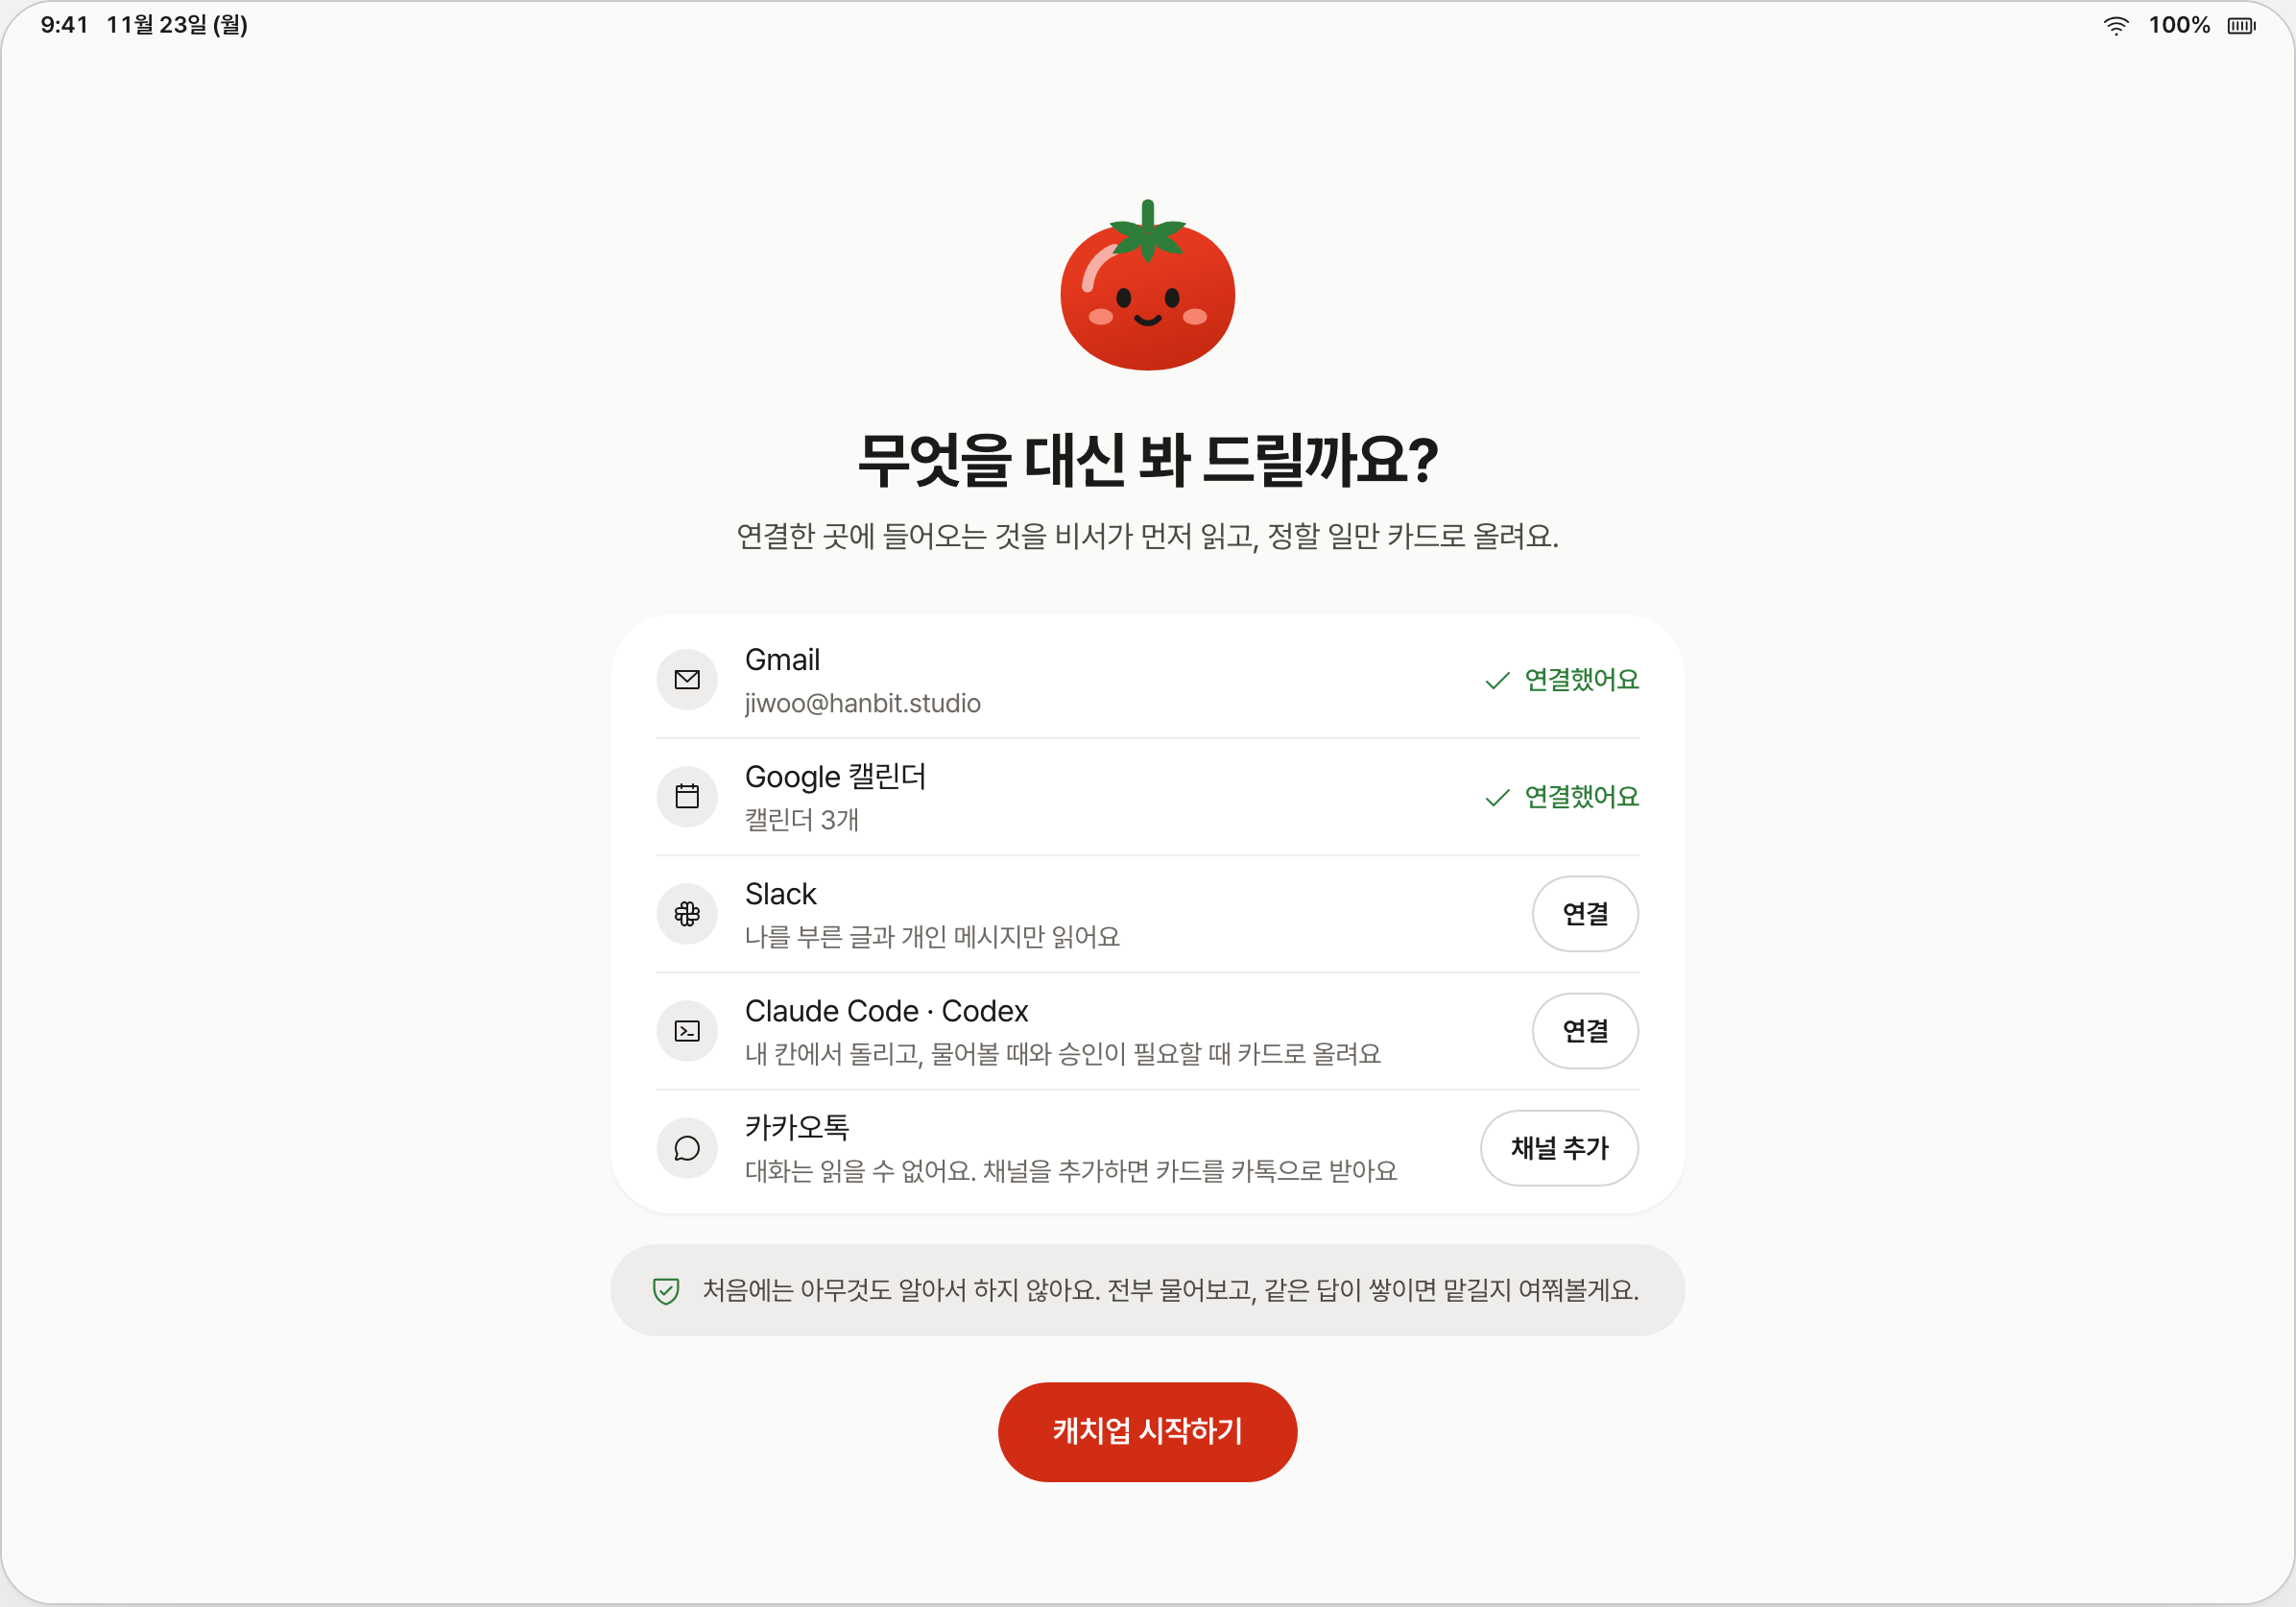 9:41 11월 23일 (월)
100%
무엇을 대신 봐 드릴까요?
연결한 곳에 들어오는 것을 비서가 먼저 읽고, 정할 일만 카드로 올려요.
Gmail
jiwoo@hanbit.studio
연결했어요
Google 캘린더
캘린더 3개
연결했어요
Slack
나를 부른 글과 개인 메시지만 읽어요
연결
Claude Code · Codex
내 칸에서 돌리고, 물어볼 때와 승인이 필요할 때 카드로 올려요
연결
카카오톡
대화는 읽을 수 없어요. 채널을 추가하면 카드를 카톡으로 받아요
채널 추가
처음에는 아무것도 알아서 하지 않아요. 전부 물어보고, 같은 답이 쌓이면 맡길지 여쭤볼게요.
캐치업 시작하기